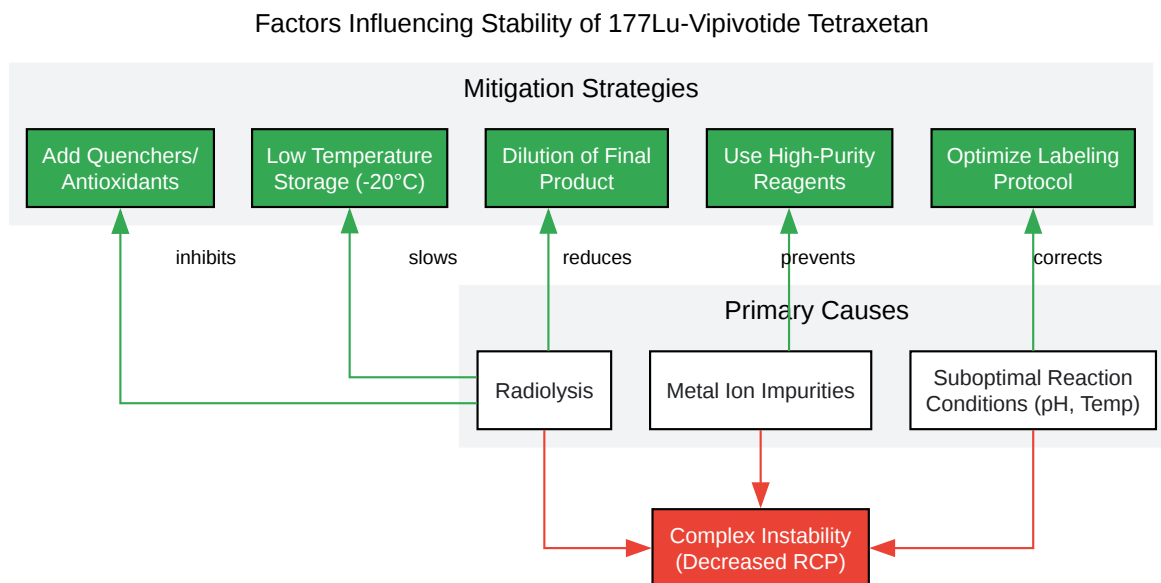 Factors Influencing Stability of 177Lu-Vipivotide Tetraxetan
Mitigation Strategies
Add Quenchers/
Antioxidants
Low Temperature
Storage (-20°C)
Dilution of Final
Product
Use High-Purity
Reagents
Optimize Labeling
Protocol
inhibits
slows
reduces
prevents
corrects
Primary Causes
Radiolysis
Metal Ion Impurities
Suboptimal Reaction
Conditions (pH, Temp)
Complex Instability
(Decreased RCP)